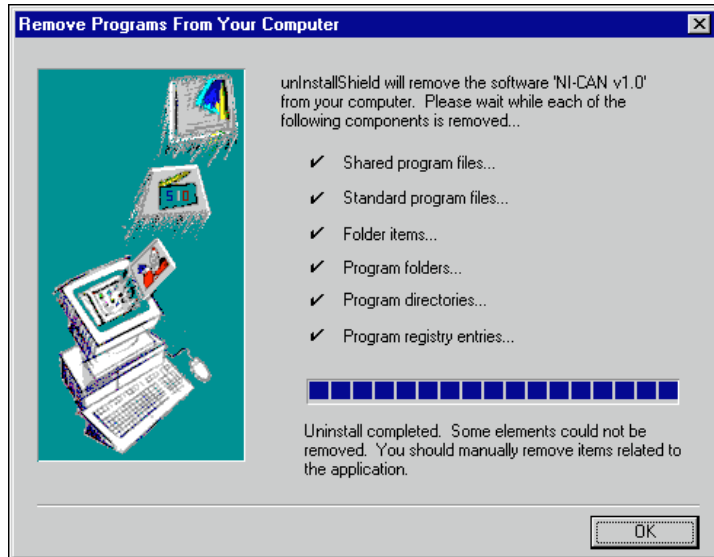 Remove Programs From Your Computer
unInstallShield will remove the software 'NI-CAN v1.0'
from your computer. Please wait while each of the
following components is removed...
✔ Shared program files...
✔ Standard program files...
✔ Folder items...
✔ Program folders...
✔ Program directories...
✔ Program registry entries...
Uninstall completed. Some elements could not be
removed. You should manually remove items related to
the application.
OK